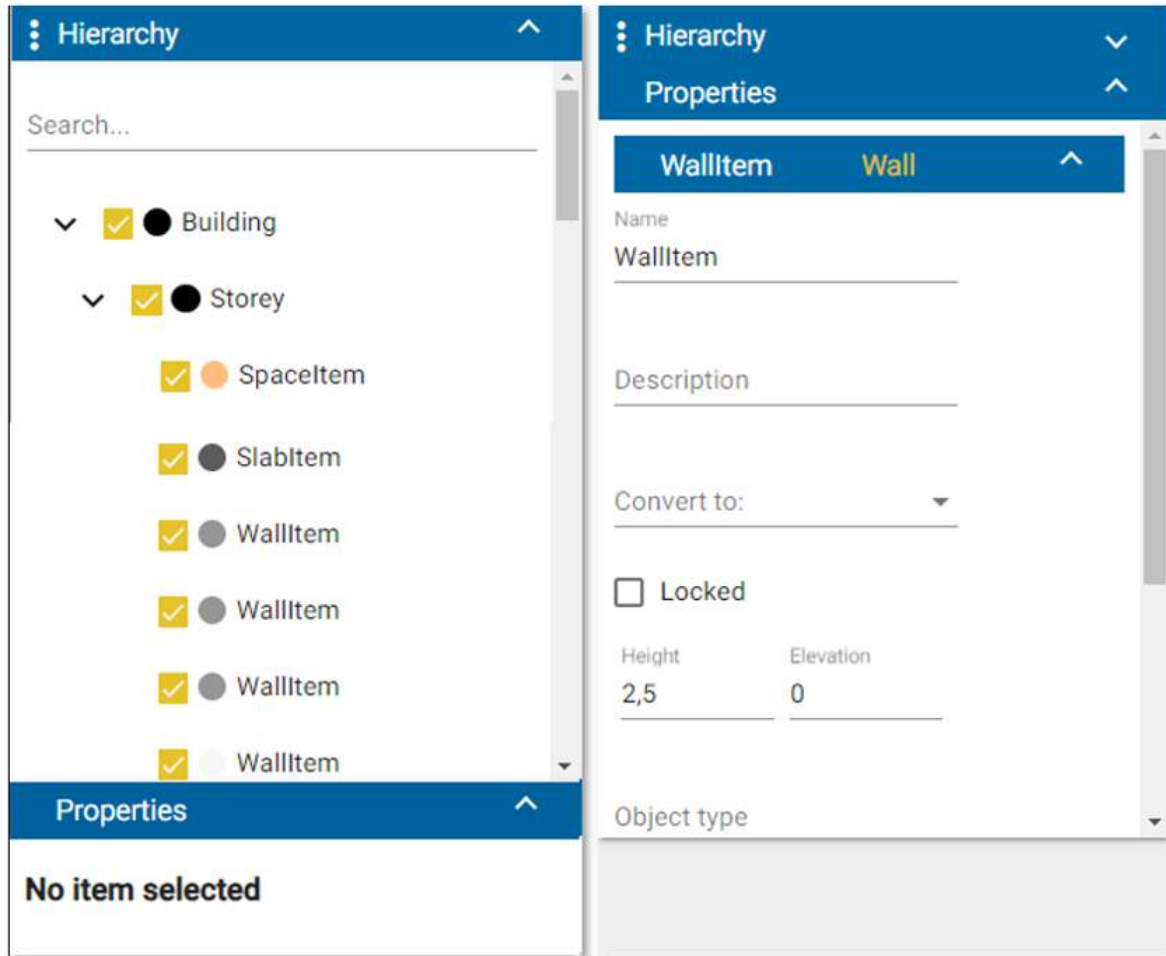 Hierarchy
Search...
Building
Storey
SpaceItem
SlabItem
WallItem
WallItem
WallItem
WallItem
Properties
No item selected
Hierarchy
Properties
WallItem Wall
Name
WallItem
Description
Convert to:
Locked
Height Elevation
2,5 0
Object type